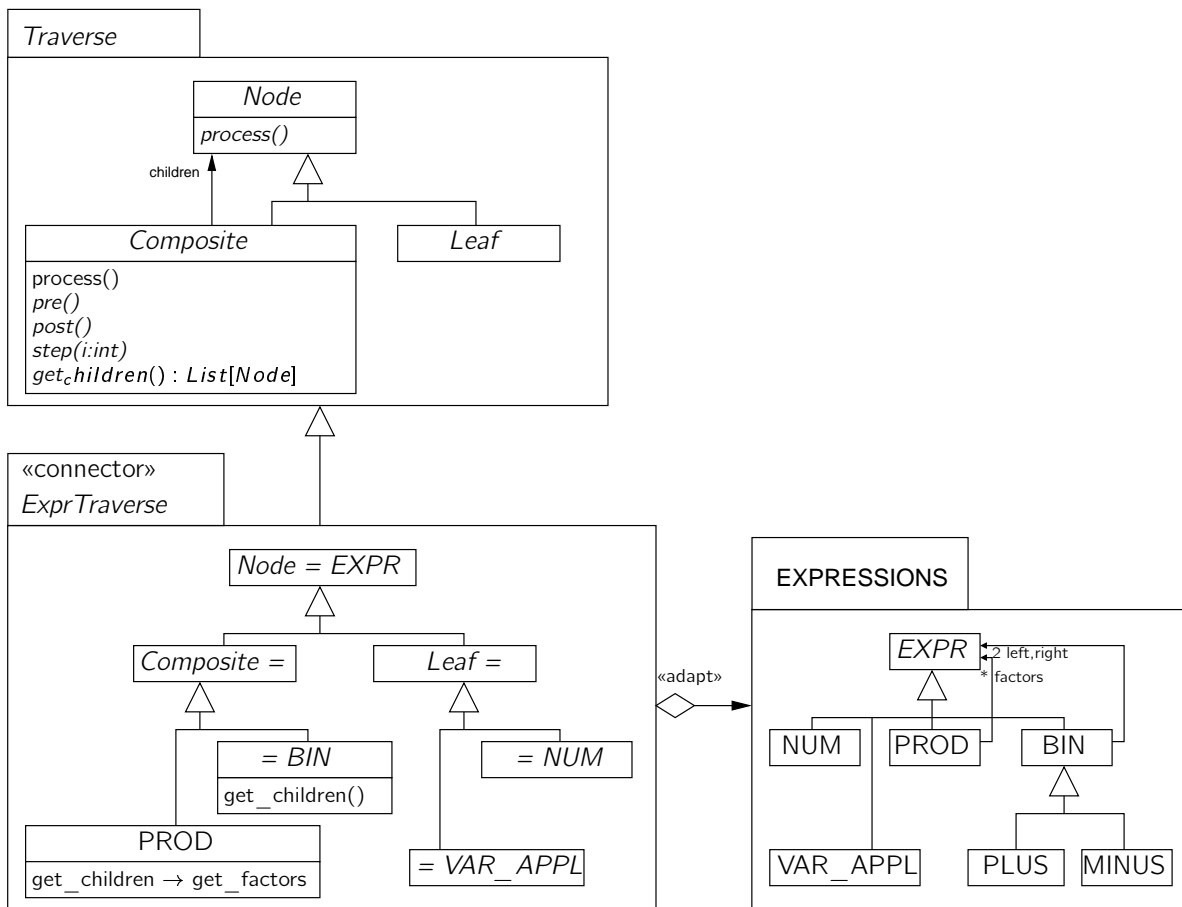 Traverse
Node
process()
children
Composite
Leaf
process()
pre()
post()
step(i:int)
get_children() : List[Node]
«connector»
ExprTraverse
Node = EXPR
Composite =
Leaf =
= BIN
get_children()
= NUM
PROD
get_children → get_factors
= VAR_APPL
«adapt»
EXPRESSIONS
EXPR
2 left,right
* factors
NUM
PROD
BIN
VAR_APPL
PLUS
MINUS